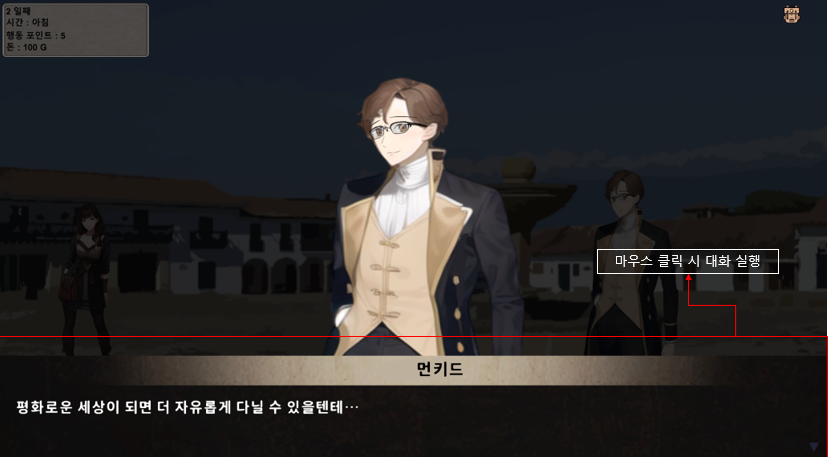 2 일째
시간 : 아침
행동 포인트 : 5
돈 : 100 G
마우스 클릭 시 대화 실행
먼키드
평화로운 세상이 되면 더 자유롭게 다닐 수 있을텐테…